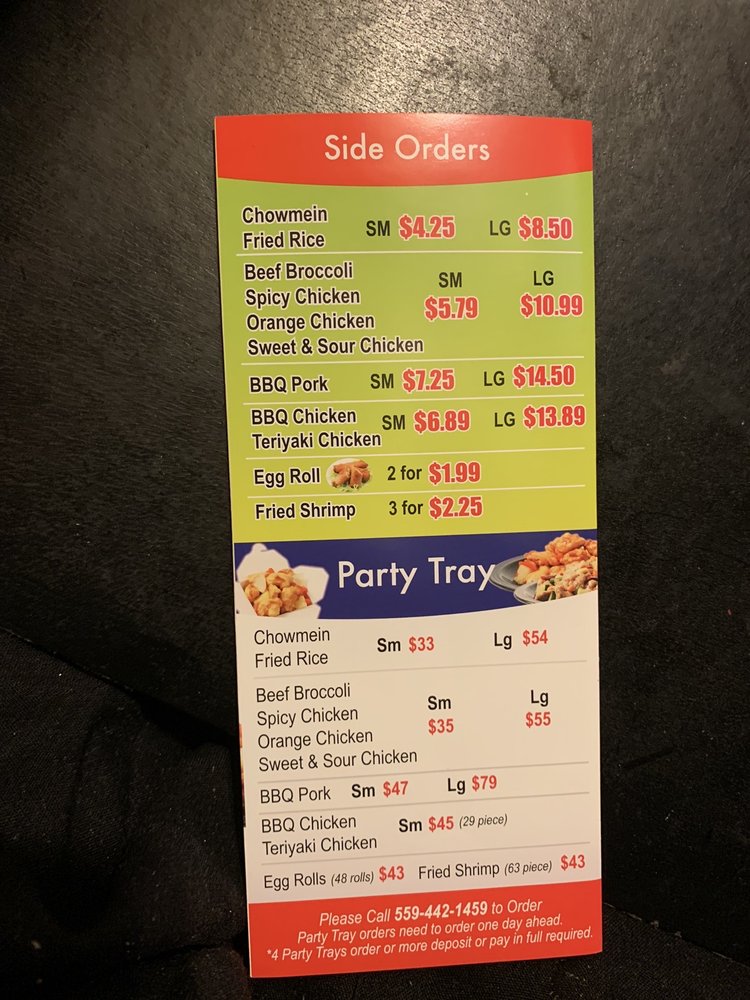 Side Orders
Chowmein
Fried Rice
SM $4.25 LG $8.50
Beef Broccoli
Spicy Chicken
Orange Chicken
Sweet & Sour Chicken
SM LG
$5.79 $10.99
BBQ Pork SM $7.25 LG $14.50
BBQ Chicken
Teriyaki Chicken
SM $6.89 LG $13.89
Egg Roll 2 for $1.99
Fried Shrimp 3 for $2.25
Party Tray
Chowmein
Fried Rice
Sm $33 Lg $54
Beef Broccoli
Spicy Chicken
Orange Chicken
Sweet & Sour Chicken
Sm Lg
$35 $55
BBQ Pork Sm $47 Lg $79
BBQ Chicken
Teriyaki Chicken
Sm $45 (29 piece)
Egg Rolls (48 rolls) $43 Fried Shrimp (63 piece) $43
Please Call 559-442-1459 to Order
Party Tray orders need to order one day ahead.
*4 Party Trays order or more deposit or pay in full required.